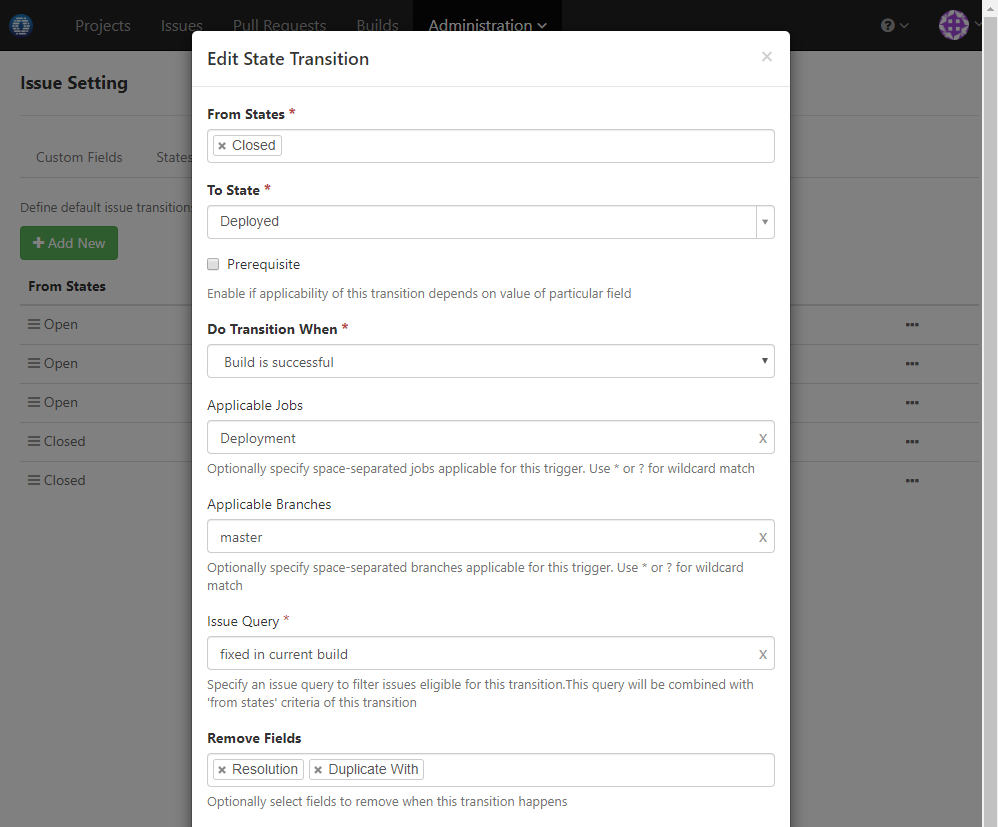 Projects Issues Pull Requests Builds Administration
Edit State Transition ×
Issue Setting
Custom Fields States
Define default issue transition
+ Add New
From States
Open
Open
Open
Closed
Closed
From States *
× Closed
To State *
Deployed
Prerequisite
Enable if applicability of this transition depends on value of particular field
Do Transition When *
Build is successful
Applicable Jobs
Deployment X
Optionally specify space-separated jobs applicable for this trigger. Use * or ? for wildcard match
Applicable Branches
master X
Optionally specify space-separated branches applicable for this trigger. Use * or ? for wildcard
match
Issue Query *
fixed in current build X
Specify an issue query to filter issues eligible for this transition.This query will be combined with
'from states' criteria of this transition
Remove Fields
× Resolution × Duplicate With
Optionally select fields to remove when this transition happens